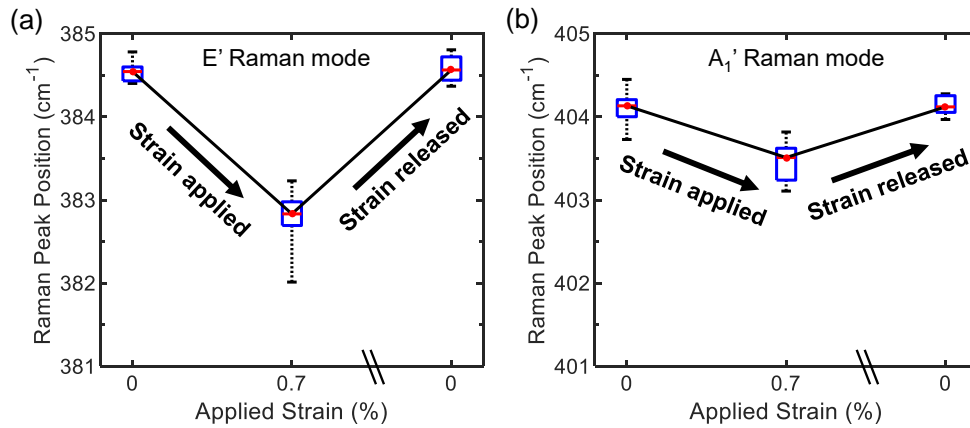 (a)
E' Raman mode
Raman Peak Position (cm⁻¹)
385
384
383
382
381
Strain applied
Strain released
0
0.7
0
Applied Strain (%)
(b)
A₁' Raman mode
Raman Peak Position (cm⁻¹)
405
404
403
402
401
Strain applied
Strain released
0
0.7
0
Applied Strain (%)